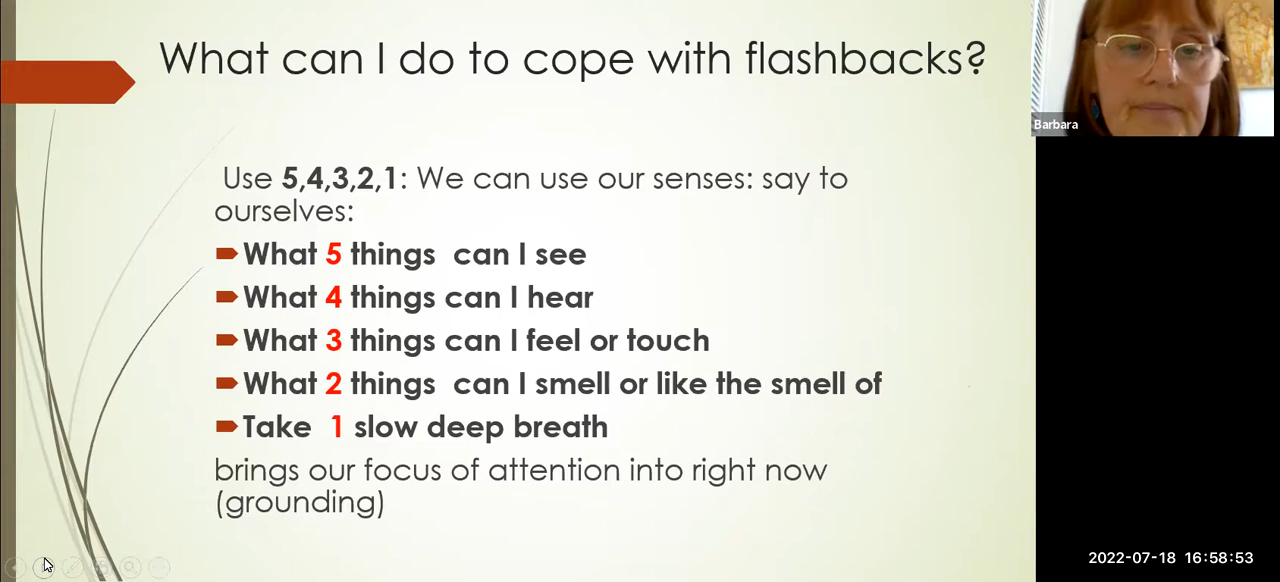 What can I do to cope with flashbacks?
Barbara
Use 5,4,3,2,1: We can use our senses: say to
ourselves:
What 5 things can I see
What 4 things can I hear
What 3 things can I feel or touch
What 2 things can I smell or like the smell of
Take 1 slow deep breath
brings our focus of attention into right now
(grounding)
2022-07-18 16:58:53